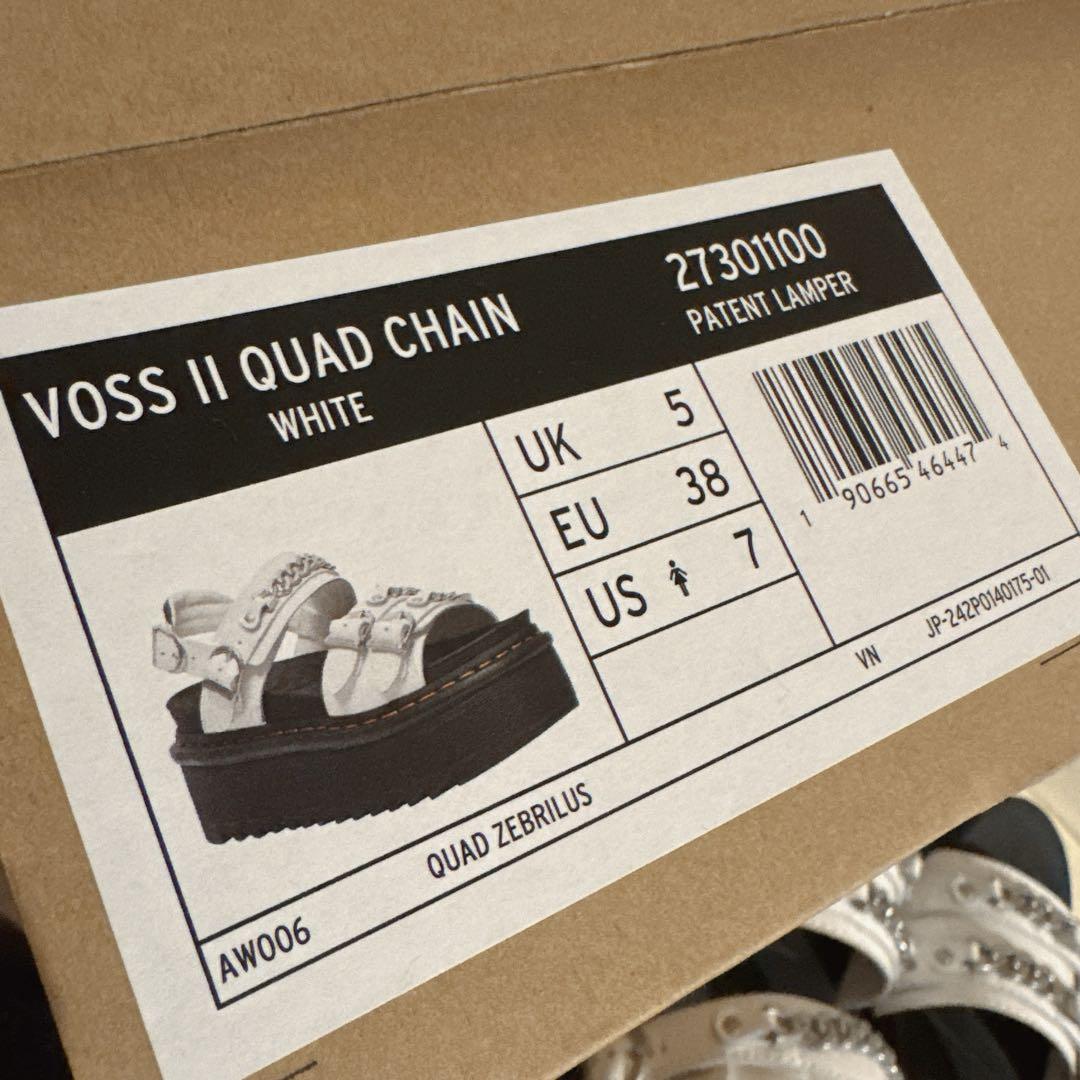 VOSS II QUAD CHAIN
WHITE
27301100
PATENT LAMPER
UK 5
EU 38
US 7
1 90665 46447 4
VN JP-242P0140175-01
QUAD ZEBRILUS
AW006